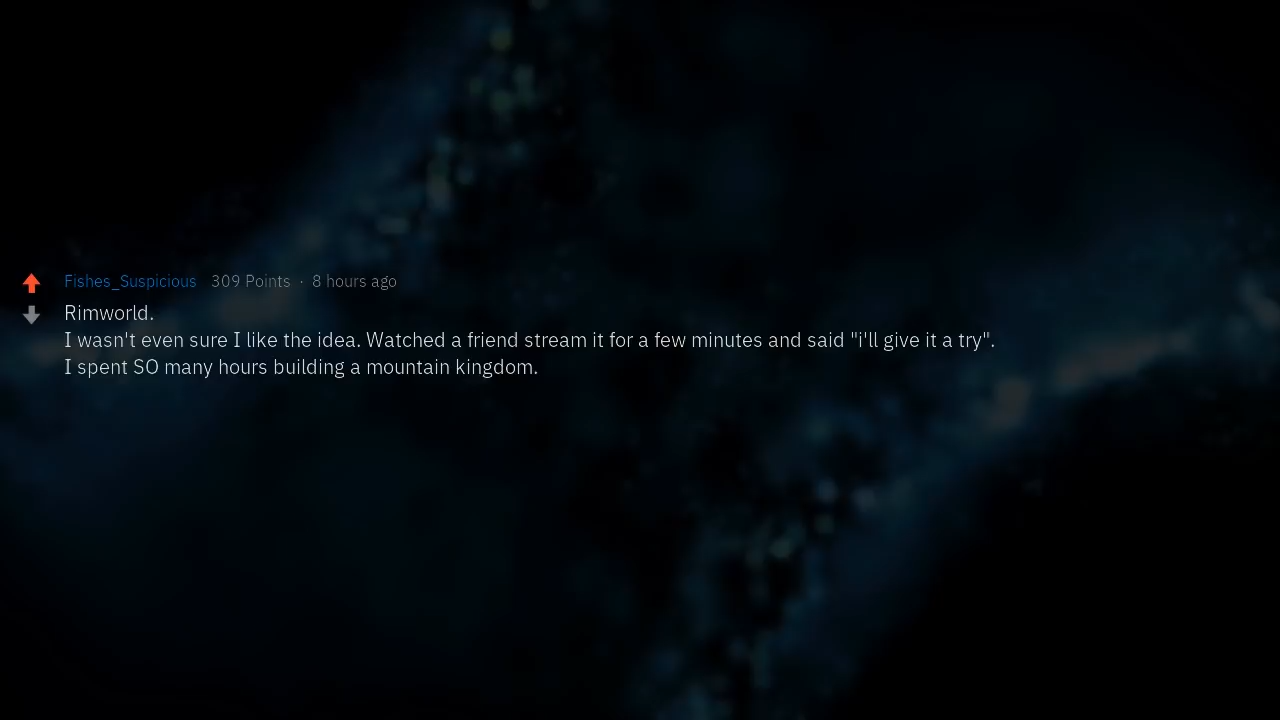 Fishes_Suspicious 309 Points · 8 hours ago
Rimworld.
I wasn't even sure I like the idea. Watched a friend stream it for a few minutes and said "i'll give it a try".
I spent SO many hours building a mountain kingdom.